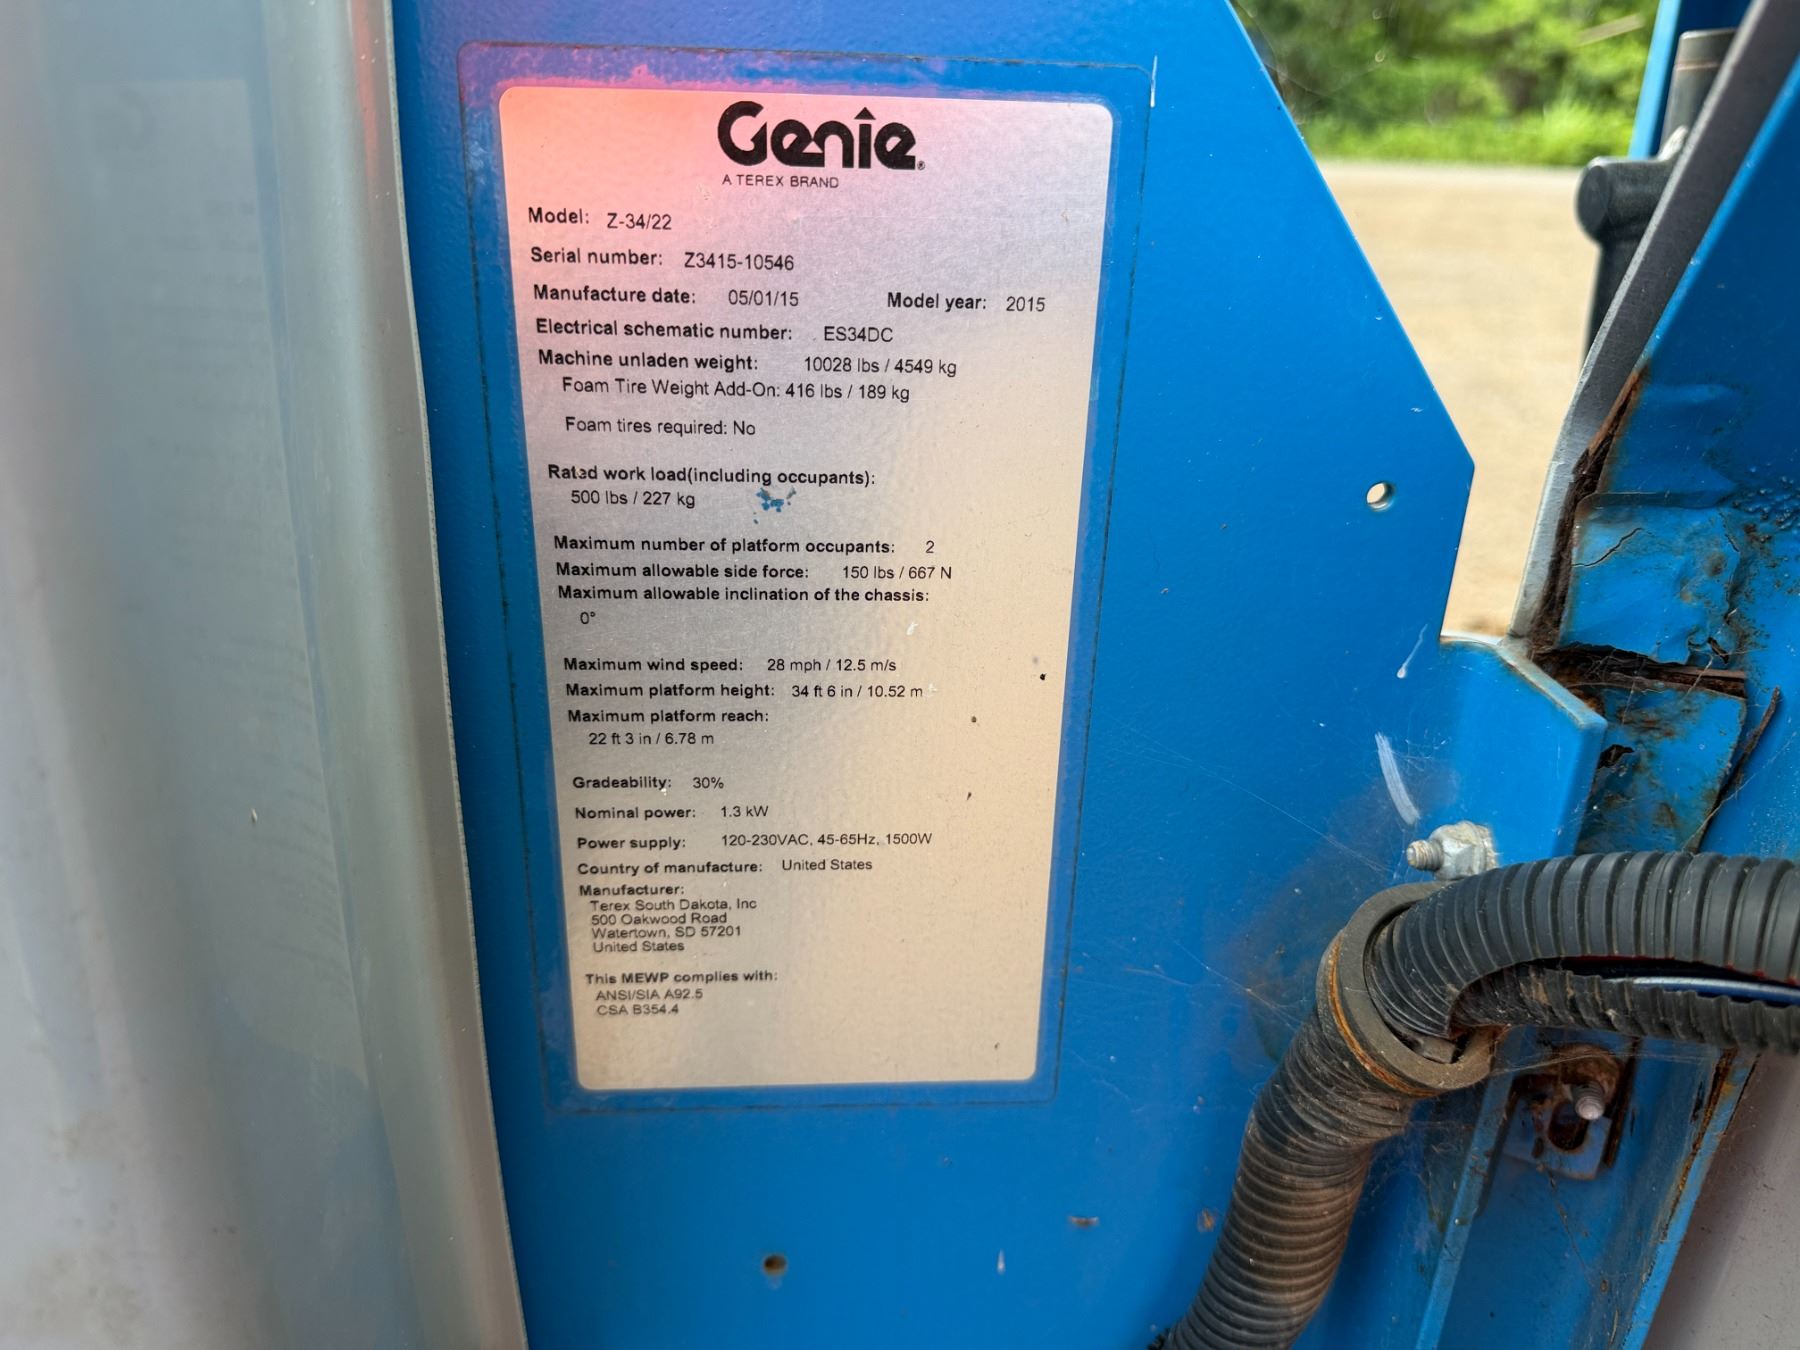 Genie®
A TEREX BRAND
Model: Z-34/22
Serial number: Z3415-10546
Manufacture date: 05/01/15 Model year: 2015
Electrical schematic number: ES34DC
Machine unladen weight: 10028 lbs / 4549 kg
Foam Tire Weight Add-On: 416 lbs / 189 kg
Foam tires required: No
Rated work load(including occupants):
500 lbs / 227 kg
Maximum number of platform occupants: 2
Maximum allowable side force: 150 lbs / 667 N
Maximum allowable inclination of the chassis:
0°
Maximum wind speed: 28 mph / 12.5 m/s
Maximum platform height: 34 ft 6 in / 10.52 m
Maximum platform reach:
22 ft 3 in / 6.78 m
Gradeability: 30%
Nominal power: 1.3 kW
Power supply: 120-230VAC, 45-65Hz, 1500W
Country of manufacture: United States
Manufacturer:
Terex South Dakota, Inc
500 Oakwood Road
Watertown, SD 57201
United States
This MEWP complies with:
ANSI/SIA A92.5
CSA B354.4